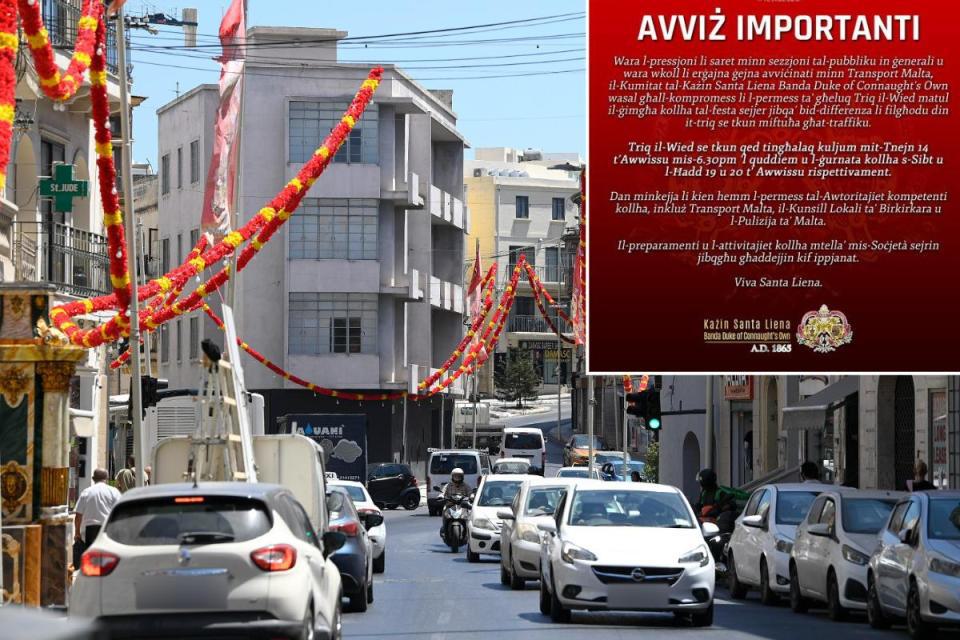 AVVIŻ IMPORTANTI
Wara l-pressjoni li saret minn sezzjoni tal-pubbliku in ġenerali u
wara wkoll li erġajna ġejna avviċinati minn Transport Malta,
il-Kumitat tal-Każin Santa Liena Banda Duke of Connaught's Own
wasal għall-kompromess li l-permess ta' għeluq Triq il-Wied matul
il-ġimgħa kollha tal-festa sejjer jibqa' bid-differenza li filgħodu din
it-triq se tkun miftuħa għat-traffiku.
Triq il-Wied se tkun qed tingħalaq kuljum mit-Tnejn 14
t'Awwissu mis-6.30pm 'l quddiem u l-ġurnata kollha s-Sibt u
l-Ħadd 19 u 20 t' Awwissu rispettivament.
Dan minkejja li kien hemm l-permess tal-Awtoritajiet kompetenti
kollha, inkluż Transport Malta, il-Kunsill Lokali ta' Birkirkara u
l-Pulizija ta' Malta.
Il-preparamenti u l-attivitajiet kollha mtella' mis-Soċjetà sejrin
jibqgħu għaddejjin kif ippjanat.
Viva Santa Liena.
Każin Santa Liena
Banda Duke of Connaught's Own
A.D. 1865
St. JUDE